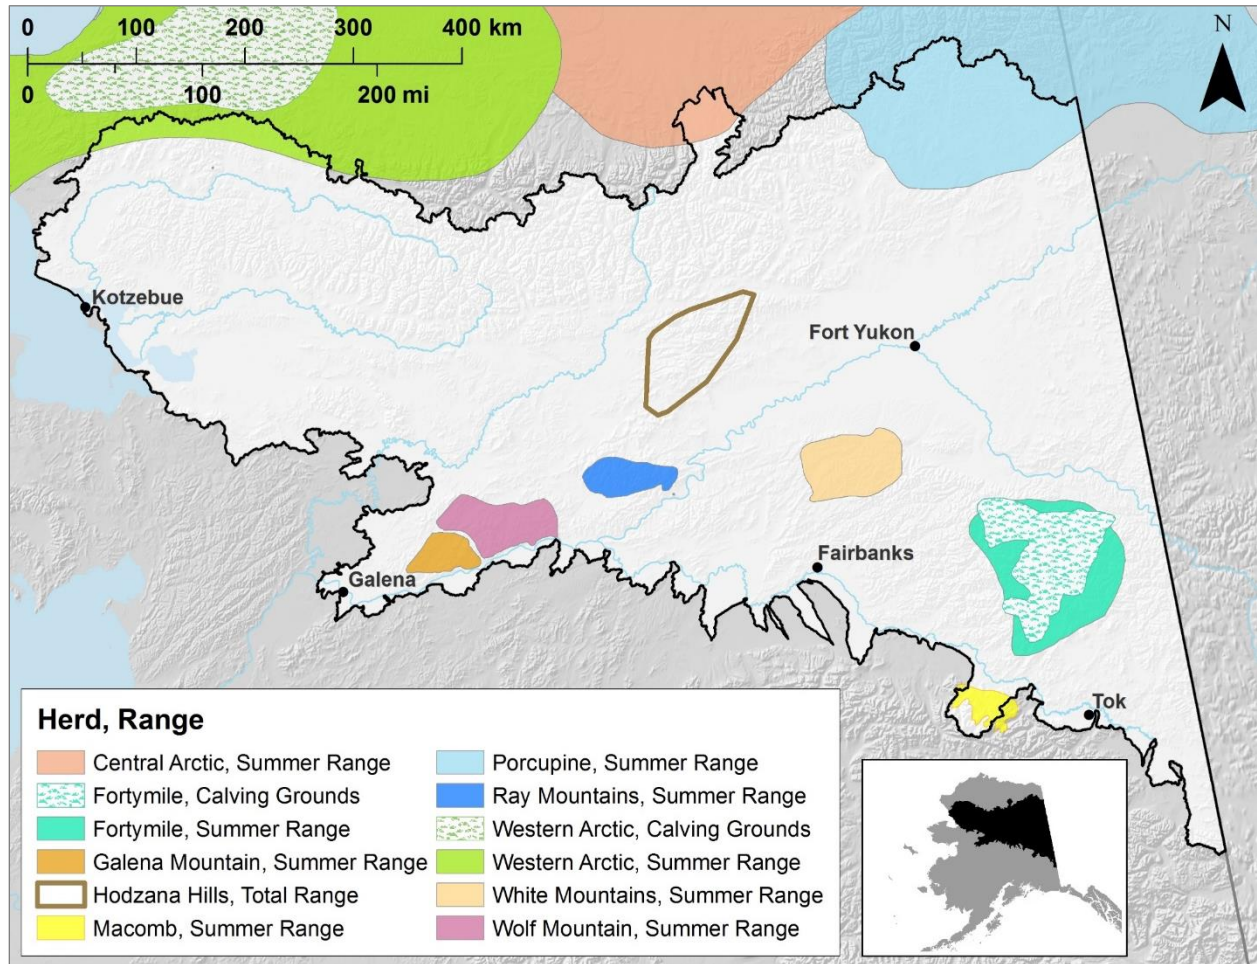 0 100 200 300 400 km
0 100 200 mi
N
Kotzebue
Fort Yukon
Fairbanks
Galena
Tok
Herd, Range
Central Arctic, Summer Range
Fortymile, Calving Grounds
Fortymile, Summer Range
Galena Mountain, Summer Range
Hodzana Hills, Total Range
Macomb, Summer Range
Porcupine, Summer Range
Ray Mountains, Summer Range
Western Arctic, Calving Grounds
Western Arctic, Summer Range
White Mountains, Summer Range
Wolf Mountain, Summer Range